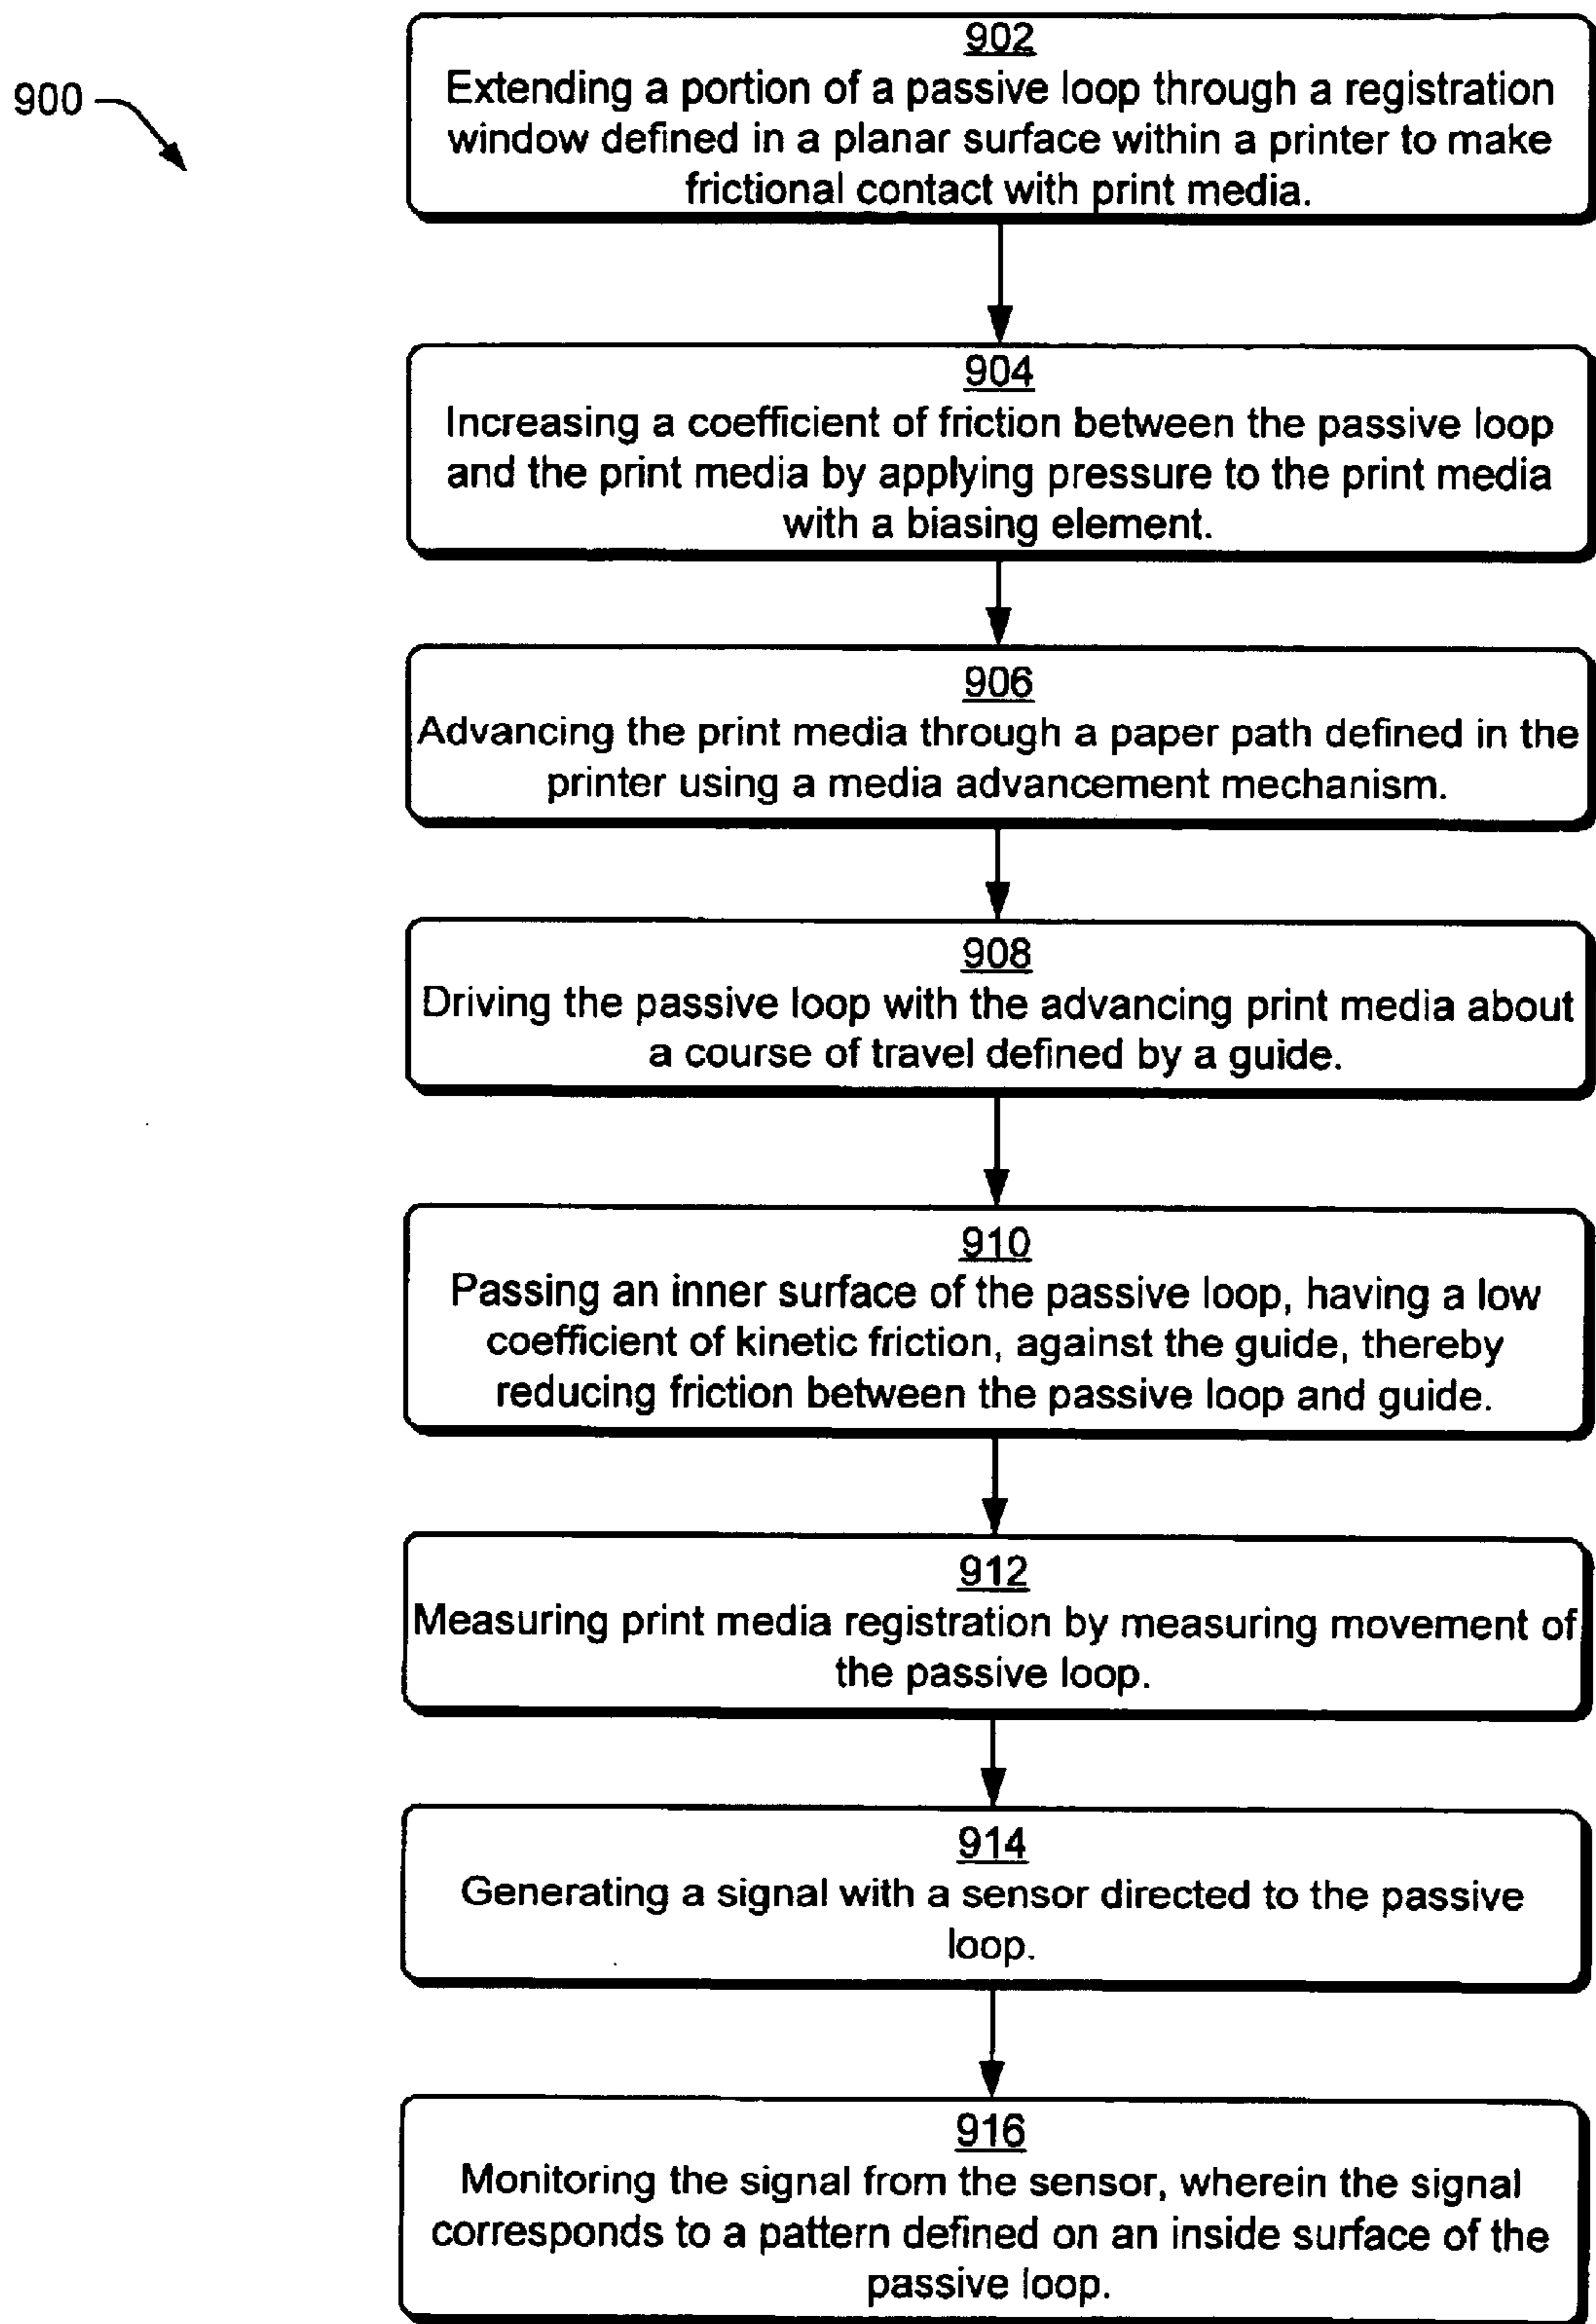 900
902
Extending a portion of a passive loop through a registration
window defined in a planar surface within a printer to make
frictional contact with print media.
904
Increasing a coefficient of friction between the passive loop
and the print media by applying pressure to the print media
with a biasing element.
906
Advancing the print media through a paper path defined in the
printer using a media advancement mechanism.
908
Driving the passive loop with the advancing print media about
a course of travel defined by a guide.
910
Passing an inner surface of the passive loop, having a low
coefficient of kinetic friction, against the guide, thereby
reducing friction between the passive loop and guide.
912
Measuring print media registration by measuring movement of
the passive loop.
914
Generating a signal with a sensor directed to the passive
loop.
916
Monitoring the signal from the sensor, wherein the signal
corresponds to a pattern defined on an inside surface of the
passive loop.